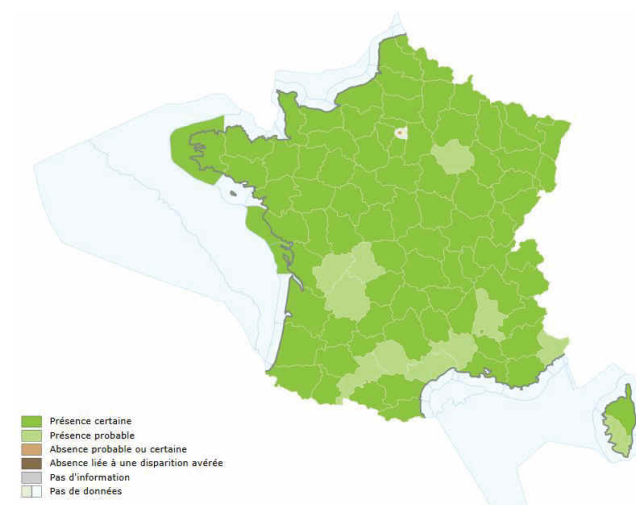 Présence certaine
Présence probable
Absence probable ou certaine
Absence liée à une disparition avérée
Pas d'information
Pas de données